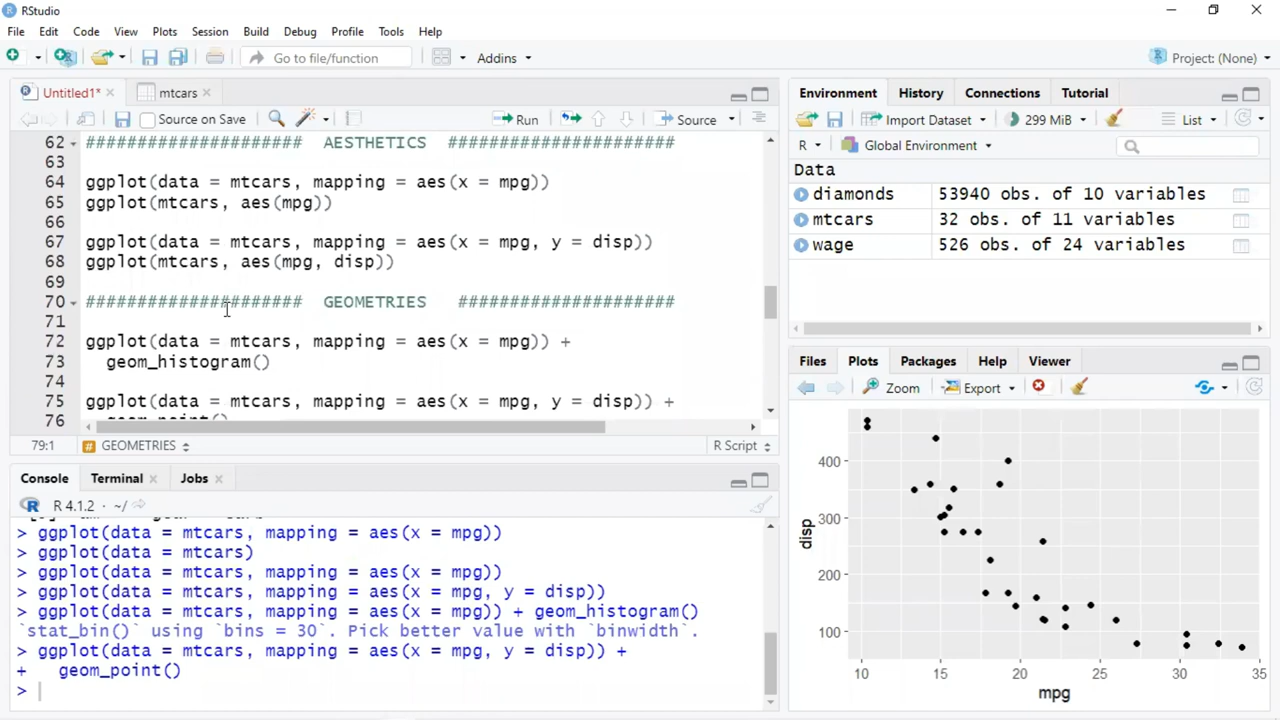 RStudio
File Edit Code View Plots Session Build Debug Profile Tools Help
Go to file/function Addins Project: (None)
Untitled1* mtcars
Source on Save Run Source
62 #################### AESTHETICS ######################
63
64 ggplot(data = mtcars, mapping = aes(x = mpg))
65 ggplot(mtcars, aes(mpg))
66
67 ggplot(data = mtcars, mapping = aes(x = mpg, y = disp))
68 ggplot(mtcars, aes(mpg, disp))
69
70 #################### GEOMETRIES #####################
71
72 ggplot(data = mtcars, mapping = aes(x = mpg)) +
73 geom_histogram()
74
75 ggplot(data = mtcars, mapping = aes(x = mpg, y = disp)) +
76 geom_point()
79:1 GEOMETRIES R Script
Console Terminal Jobs
R 4.1.2 · ~/
> ggplot(data = mtcars, mapping = aes(x = mpg))
> ggplot(data = mtcars)
> ggplot(data = mtcars, mapping = aes(x = mpg))
> ggplot(data = mtcars, mapping = aes(x = mpg, y = disp))
> ggplot(data = mtcars, mapping = aes(x = mpg)) + geom_histogram()
`stat_bin()` using `bins = 30`. Pick better value with `binwidth`.
> ggplot(data = mtcars, mapping = aes(x = mpg, y = disp)) +
+ geom_point()
>
Environment History Connections Tutorial
Import Dataset 299 MiB List
R Global Environment
Data
diamonds 53940 obs. of 10 variables
mtcars 32 obs. of 11 variables
wage 526 obs. of 24 variables
Files Plots Packages Help Viewer
Zoom Export
400
300
200
100
disp
10 15 20 25 30 35
mpg